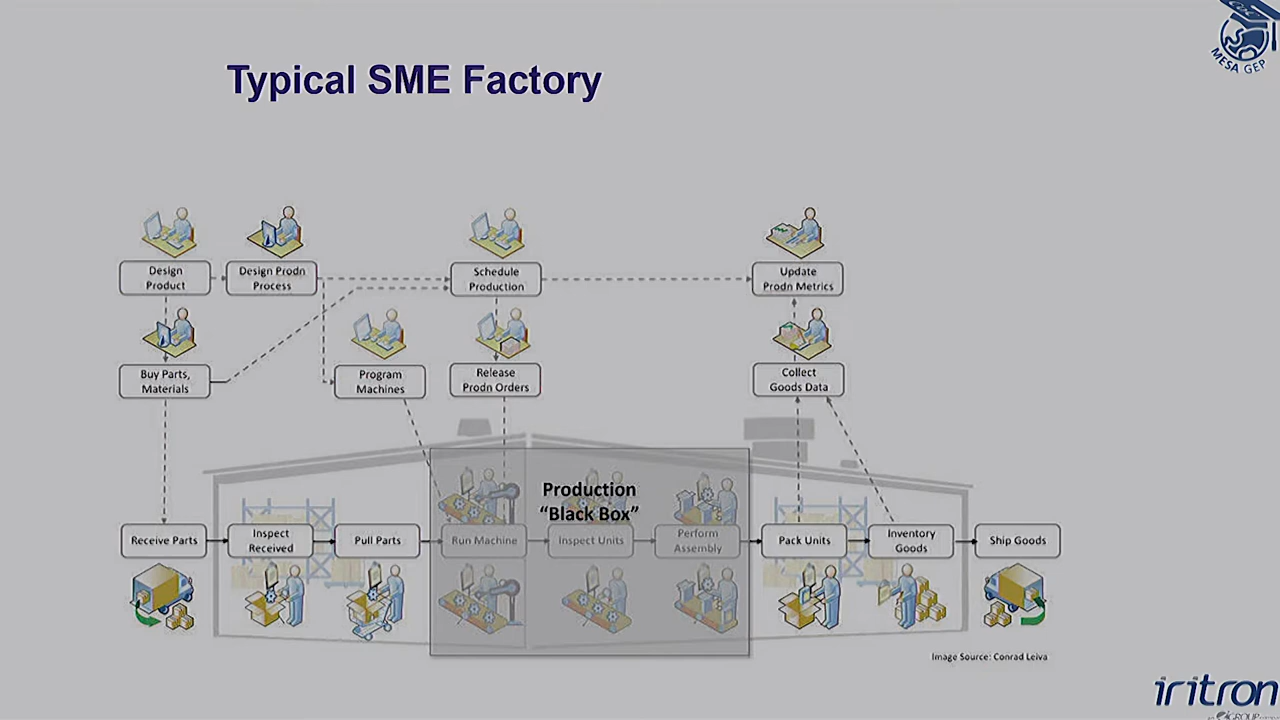 MESA GEP
Typical SME Factory
Design
Product
Design Prodn
Process
Schedule
Production
Update
Prodn Metrics
Buy Parts,
Materials
Program
Machines
Release
Prodn Orders
Collect
Goods Data
Production
"Black Box"
Receive Parts
Inspect
Received
Pull Parts
Run Machine
Inspect Units
Perform
Assembly
Pack Units
Inventory
Goods
Ship Goods
Image Source: Conrad Leiva
iritron
GROUP